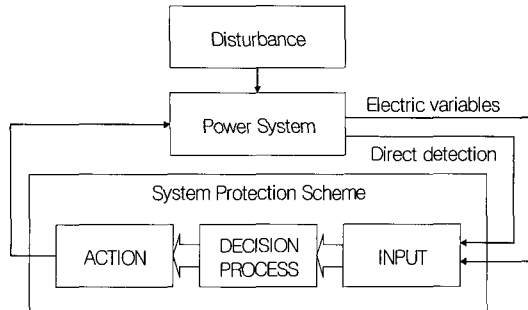 Disturbance
Electric variables
Power System
Direct detection
System Protection Scheme
ACTION
DECISION
PROCESS
INPUT